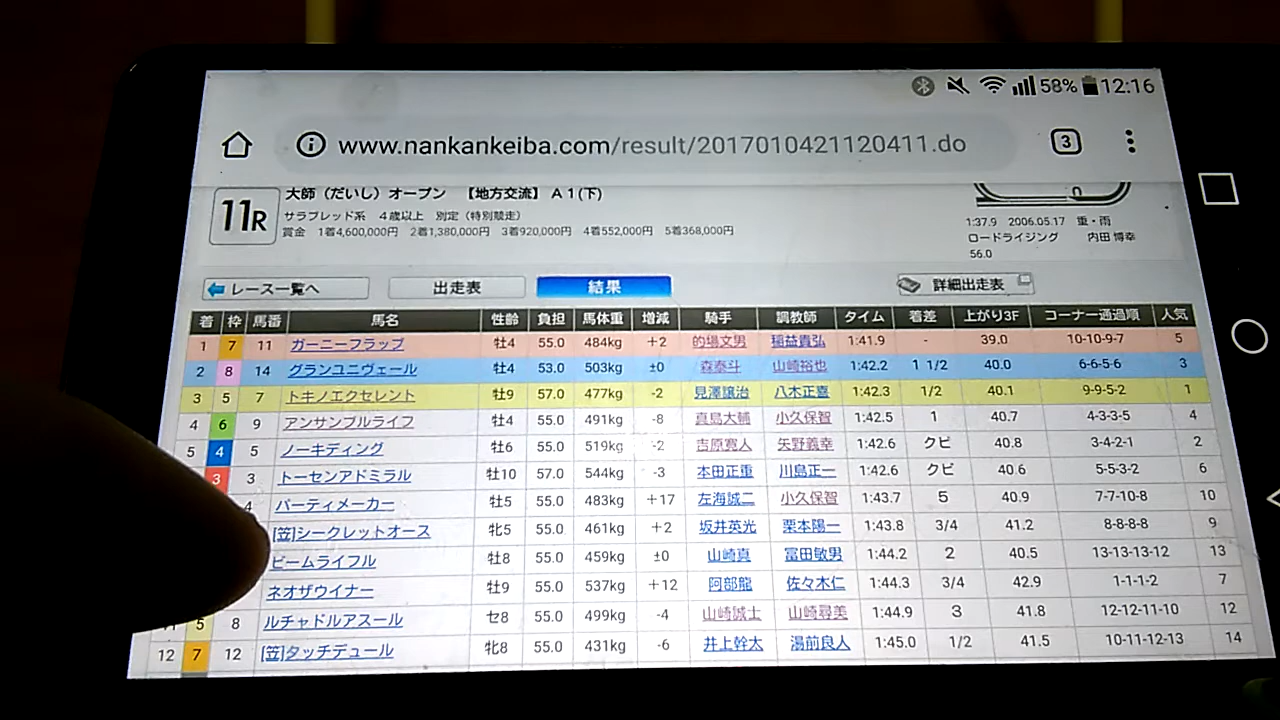 58% 12:16
www.nankankeiba.com/result/2017010421120411.do 3
11R 大師（だいし）オープン 【地方交流】 Ａ１(下)
サラブレッド系 ４歳以上 別定（特別競走）
賞金 1着4,600,000円 2着1,380,000円 3着920,000円 4着552,000円 5着368,000円
1:37.9 2006.05.17 重・雨
ロードライジング 内田 博幸
56.0
レース一覧へ 出走表 結果 詳細出走表
着 枠 馬番 馬名 性齢 負担 馬体重 増減 騎手 調教師 タイム 着差 上がり3F コーナー通過順 人気
1 7 11 ガーニーフラップ 牡4 55.0 484kg +2 的場文男 稲益貴弘 1:41.9 - 39.0 10-10-9-7 5
2 8 14 グランユニヴェール 牡4 53.0 503kg ±0 森泰斗 山崎裕也 1:42.2 1 1/2 40.0 6-6-5-6 3
3 5 7 トキノエクセレント 牡9 57.0 477kg -2 見澤譲治 八木正喜 1:42.3 1/2 40.1 9-9-5-2 1
4 6 9 アンサンブルライフ 牡4 55.0 491kg -8 真島大輔 小久保智 1:42.5 1 40.7 4-3-3-5 4
5 4 5 ノーキディング 牡6 55.0 519kg -2 吉原寛人 矢野義幸 1:42.6 クビ 40.8 3-4-2-1 2
3 3 トーセンアドミラル 牡10 57.0 544kg -3 本田正重 川島正一 1:42.6 クビ 40.6 5-5-3-2 6
4 パーティメーカー 牡5 55.0 483kg +17 左海誠二 小久保智 1:43.7 5 40.9 7-7-10-8 10
[笠]シークレットオース 牝5 55.0 461kg +2 坂井英光 栗本陽一 1:43.8 3/4 41.2 8-8-8-8 9
ビームライフル 牡8 55.0 459kg ±0 山崎真 冨田敏男 1:44.2 2 40.5 13-13-13-12 13
ネオザウイナー 牡9 55.0 537kg +12 阿部龍 佐々木仁 1:44.3 3/4 42.9 1-1-1-2 7
11 5 8 ルチャドルアスール セ8 55.0 499kg -4 山崎誠士 山崎尋美 1:44.9 3 41.8 12-12-11-10 12
12 7 12 [笠]タッチデュール 牝8 55.0 431kg -6 井上幹太 湯前良人 1:45.0 1/2 41.5 10-11-12-13 14